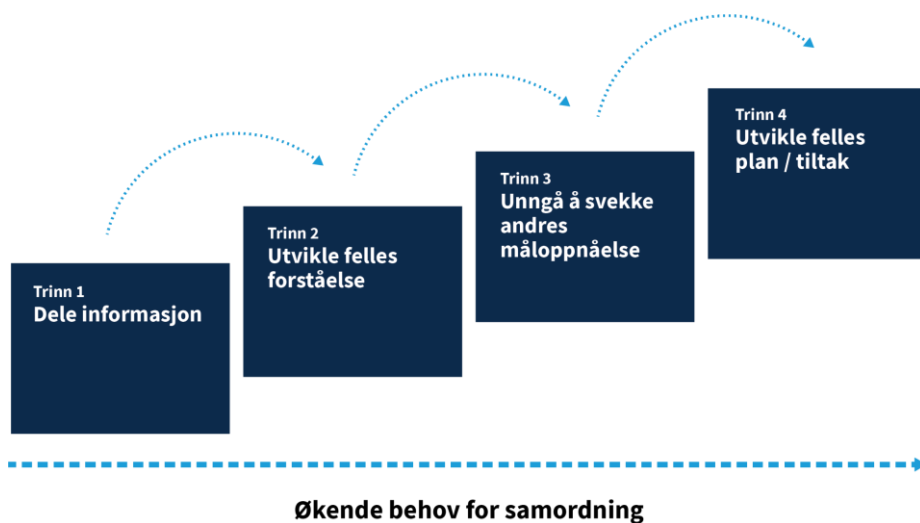 Trinn 1
Dele informasjon
Trinn 2
Utvikle felles
forståelse
Trinn 3
Unngå å svekke
andres
måloppnåelse
Trinn 4
Utvikle felles
plan / tiltak
Økende behov for samordning